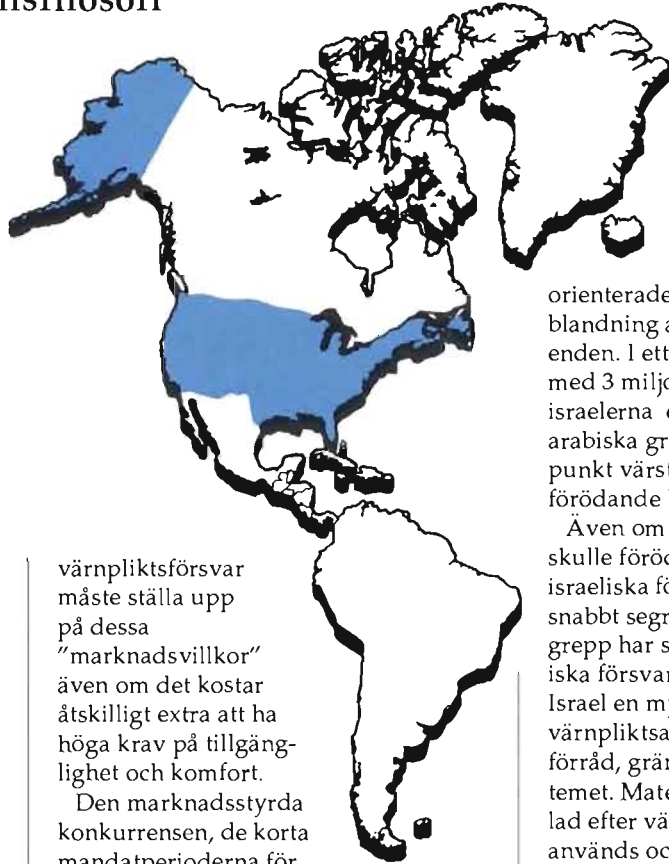 värnpliktsförsvar
måste ställa upp
på dessa
"marknadsvillkor"
även om det kostar
åtskilligt extra att ha
höga krav på tillgäng-
lighet och komfort.
Den marknadsstyrda
konkurrensen, de korta
mandatperioderna för
orienterade
blandning a
enden. I ett
med 3 miljo
israelerna
arabiska gr
punkt värst
förödande
Även om
skulle föröd
israeliska fö
snabbt segr
grepp har s
iska försvar
Israel en my
värnpliktsa
förråd, grän
temet. Mate
lad efter vä
används oc